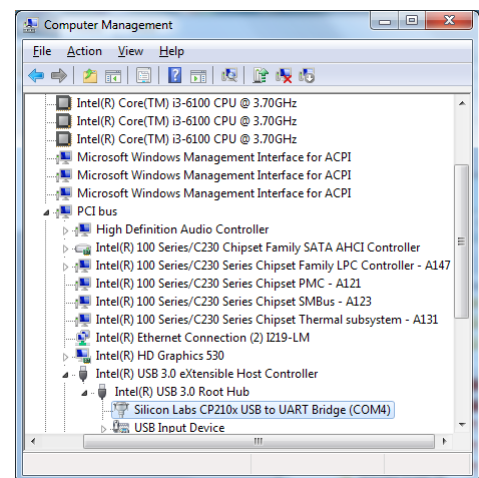 Computer Management
File Action View Help
Intel(R) Core(TM) i3-6100 CPU @ 3.70GHz
Intel(R) Core(TM) i3-6100 CPU @ 3.70GHz
Intel(R) Core(TM) i3-6100 CPU @ 3.70GHz
Microsoft Windows Management Interface for ACPI
Microsoft Windows Management Interface for ACPI
Microsoft Windows Management Interface for ACPI
PCI bus
High Definition Audio Controller
Intel(R) 100 Series/C230 Chipset Family SATA AHCI Controller
Intel(R) 100 Series/C230 Series Chipset Family LPC Controller - A147
Intel(R) 100 Series/C230 Series Chipset PMC - A121
Intel(R) 100 Series/C230 Series Chipset SMBus - A123
Intel(R) 100 Series/C230 Series Chipset Thermal subsystem - A131
Intel(R) Ethernet Connection (2) I219-LM
Intel(R) HD Graphics 530
Intel(R) USB 3.0 eXtensible Host Controller
Intel(R) USB 3.0 Root Hub
Silicon Labs CP210x USB to UART Bridge (COM4)
USB Input Device